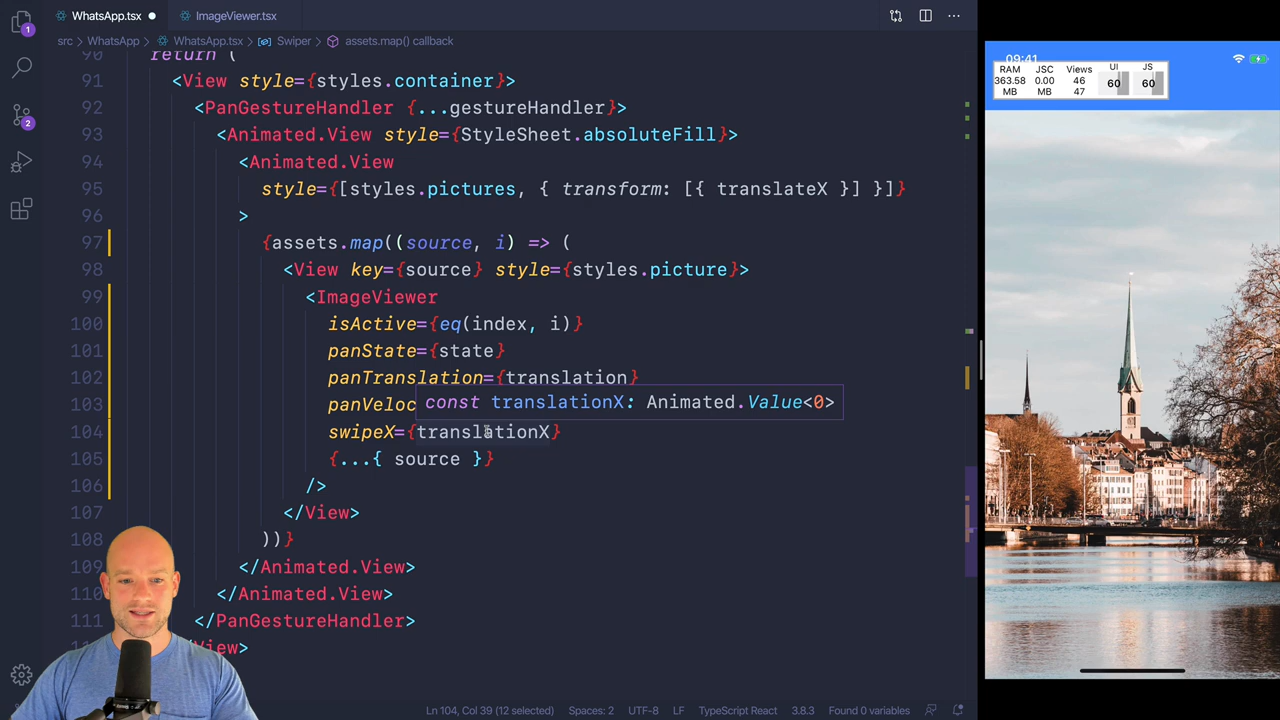 WhatsApp.tsx
ImageViewer.tsx
src > WhatsApp > WhatsApp.tsx > Swiper > assets.map() callback
90 return (
91 <View style={styles.container}>
92 <PanGestureHandler {...gestureHandler}>
93 <Animated.View style={StyleSheet.absoluteFill}>
94 <Animated.View
95 style={[styles.pictures, { transform: [{ translateX }] }]}
96 >
97 {assets.map((source, i) => (
98 <View key={source} style={styles.picture}>
99 <ImageViewer
100 isActive={eq(index, i)}
101 panState={state}
102 panTranslation={translation}
const translationX: Animated.Value<0>
103 panVeloc
104 swipeX={translationX}
105 {...{ source }}
106 />
107 </View>
108 ))}
109 </Animated.View>
110 </Animated.View>
111 </PanGestureHandler>
View>
Ln 104, Col 39 (12 selected) Spaces: 2 UTF-8 LF TypeScript React 3.8.3 Found 0 variables
1
2
09:41
RAM
363.58
MB
JSC
0.00
MB
Views
46
47
UI
60
JS
60